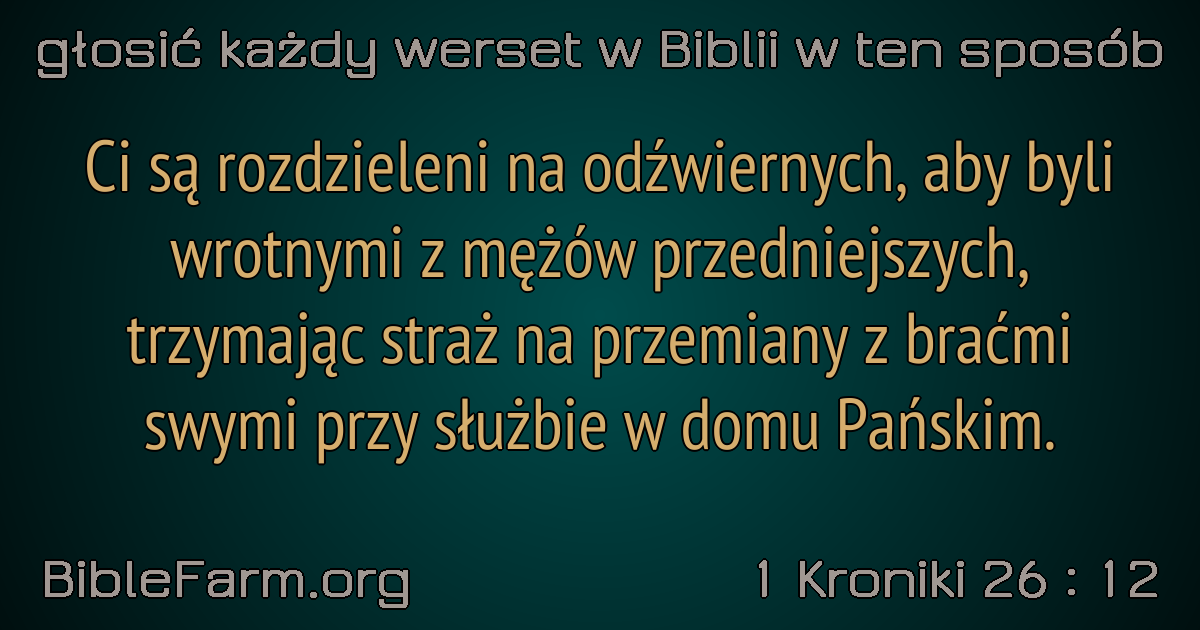 głosić każdy werset w Biblii w ten sposób
Ci są rozdzieleni na odźwiernych, aby byli
wrotnymi z mężów przedniejszych,
trzymając straż na przemiany z braćmi
swymi przy służbie w domu Pańskim.
BibleFarm.org
1 Kroniki 26 : 12